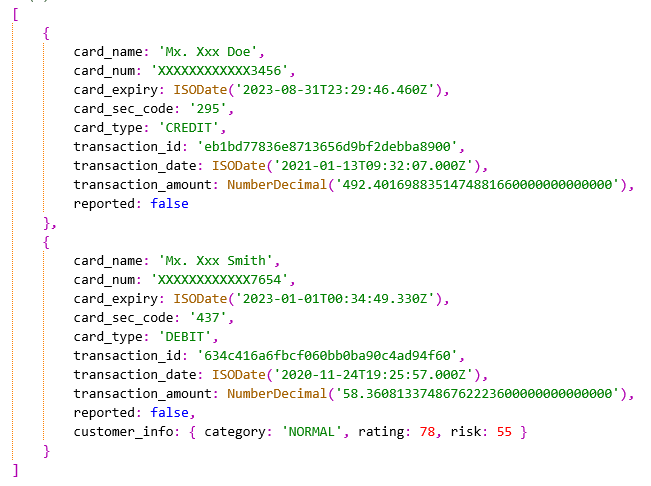 [
{
card_name: 'Mx. Xxx Doe',
card_num: 'XXXXXXXXXXXX3456',
card_expiry: ISODate('2023-08-31T23:29:46.460Z'),
card_sec_code: '295',
card_type: 'CREDIT',
transaction_id: 'eb1bd77836e8713656d9bf2debba8900',
transaction_date: ISODate('2021-01-13T09:32:07.000Z'),
transaction_amount: NumberDecimal('492.4016988351474881660000000000000'),
reported: false
},
{
card_name: 'Mx. Xxx Smith',
card_num: 'XXXXXXXXXXXX7654',
card_expiry: ISODate('2023-01-01T00:34:49.330Z'),
card_sec_code: '437',
card_type: 'DEBIT',
transaction_id: '634c416a6fbcf060bb0ba90c4ad94f60',
transaction_date: ISODate('2020-11-24T19:25:57.000Z'),
transaction_amount: NumberDecimal('58.36081337486762223600000000000000'),
reported: false,
customer_info: { category: 'NORMAL', rating: 78, risk: 55 }
}
]